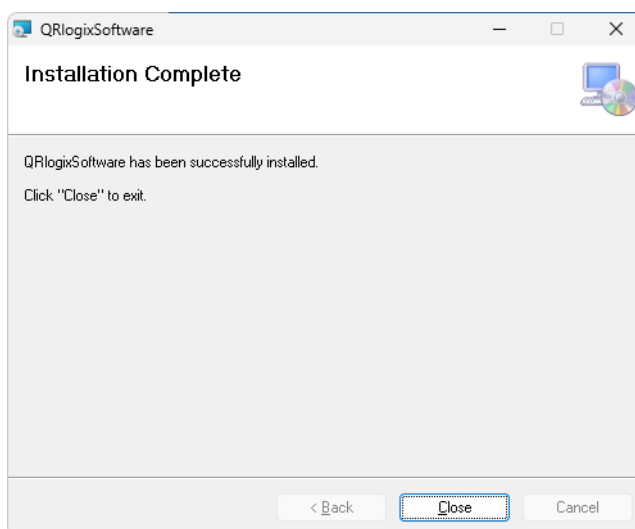 QRlogixSoftware
Installation Complete
QRlogixSoftware has been successfully installed.
Click "Close" to exit.
< Back
Close
Cancel